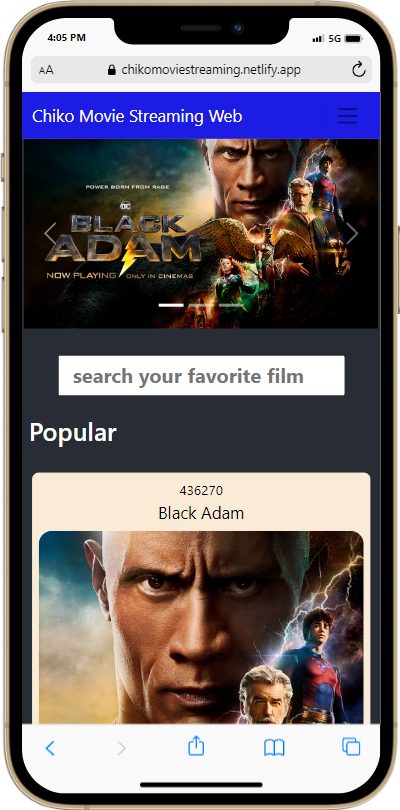 4:05 PM
5G
AA
chikomoviestreaming.netlify.app
Chiko Movie Streaming Web
POWER BORN FROM RAGE
DC
BLACK
ADAM
NOW PLAYING ONLY IN CINEMAS
search your favorite film
Popular
436270
Black Adam